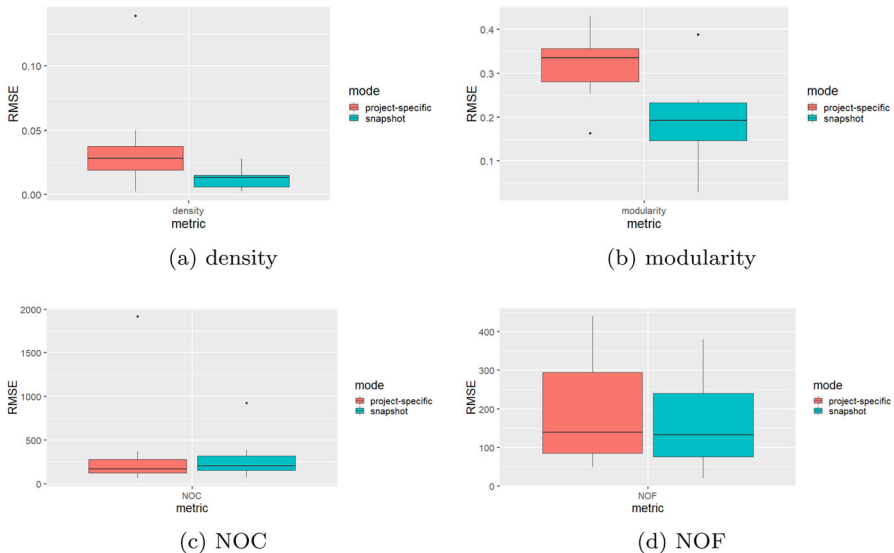 RMSE
0.10
0.05
0.00
density
metric
mode
project-specific
snapshot
(a) density
RMSE
0.4
0.3
0.2
0.1
modularity
metric
mode
project-specific
snapshot
(b) modularity
RMSE
2000
1500
1000
500
0
NOC
metric
mode
project-specific
snapshot
(c) NOC
RMSE
400
300
200
100
0
NOF
metric
mode
project-specific
snapshot
(d) NOF